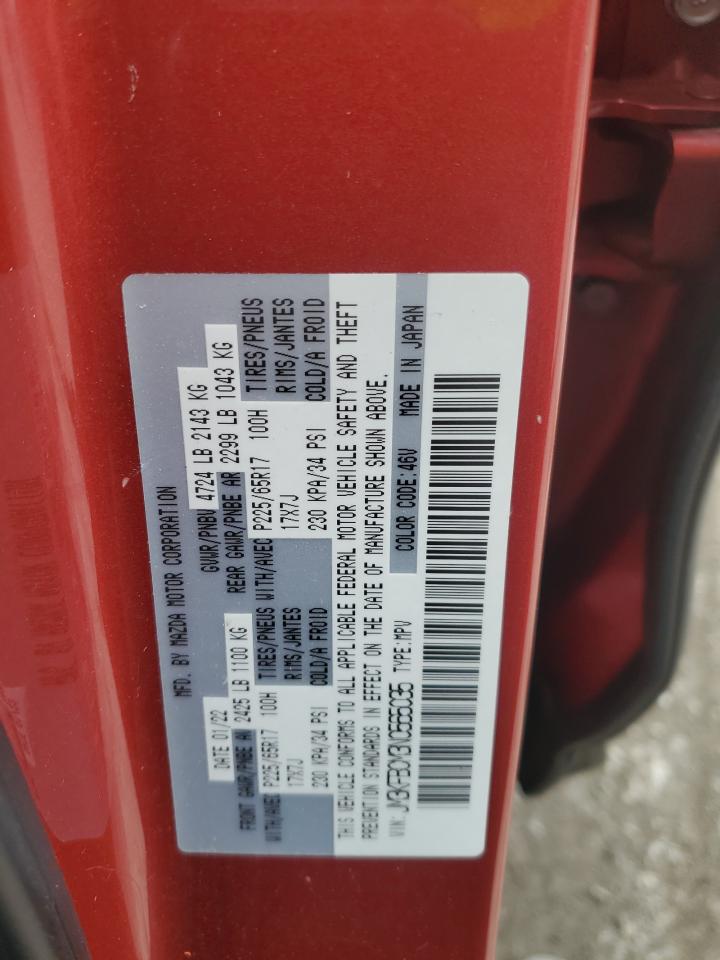 MFD. BY MAZDA MOTOR CORPORATION
DATE 01/22 GVWR/PNBV 4724 LB 2143 KG
FRONT GAWR/PNBE AV 2425 LB 1100 KG REAR GAWR/PNBE AR 2299 LB 1043 KG
WITH/AVEC P225/65R17 100H TIRES/PNEUS WITH/AVEC P225/65R17 100H TIRES/PNEUS
17X7J RIMS/JANTES 17X7J RIMS/JANTES
230 KPA/34 PSI COLD/A FROID 230 KPA/34 PSI COLD/A FROID
THIS VEHICLE CONFORMS TO ALL APPLICABLE FEDERAL MOTOR VEHICLE SAFETY AND THEFT
PREVENTION STANDARDS IN EFFECT ON THE DATE OF MANUFACTURE SHOWN ABOVE.
VIN: JM3KFBCM3N0565035 TYPE:MPV COLOR CODE:46V MADE IN JAPAN